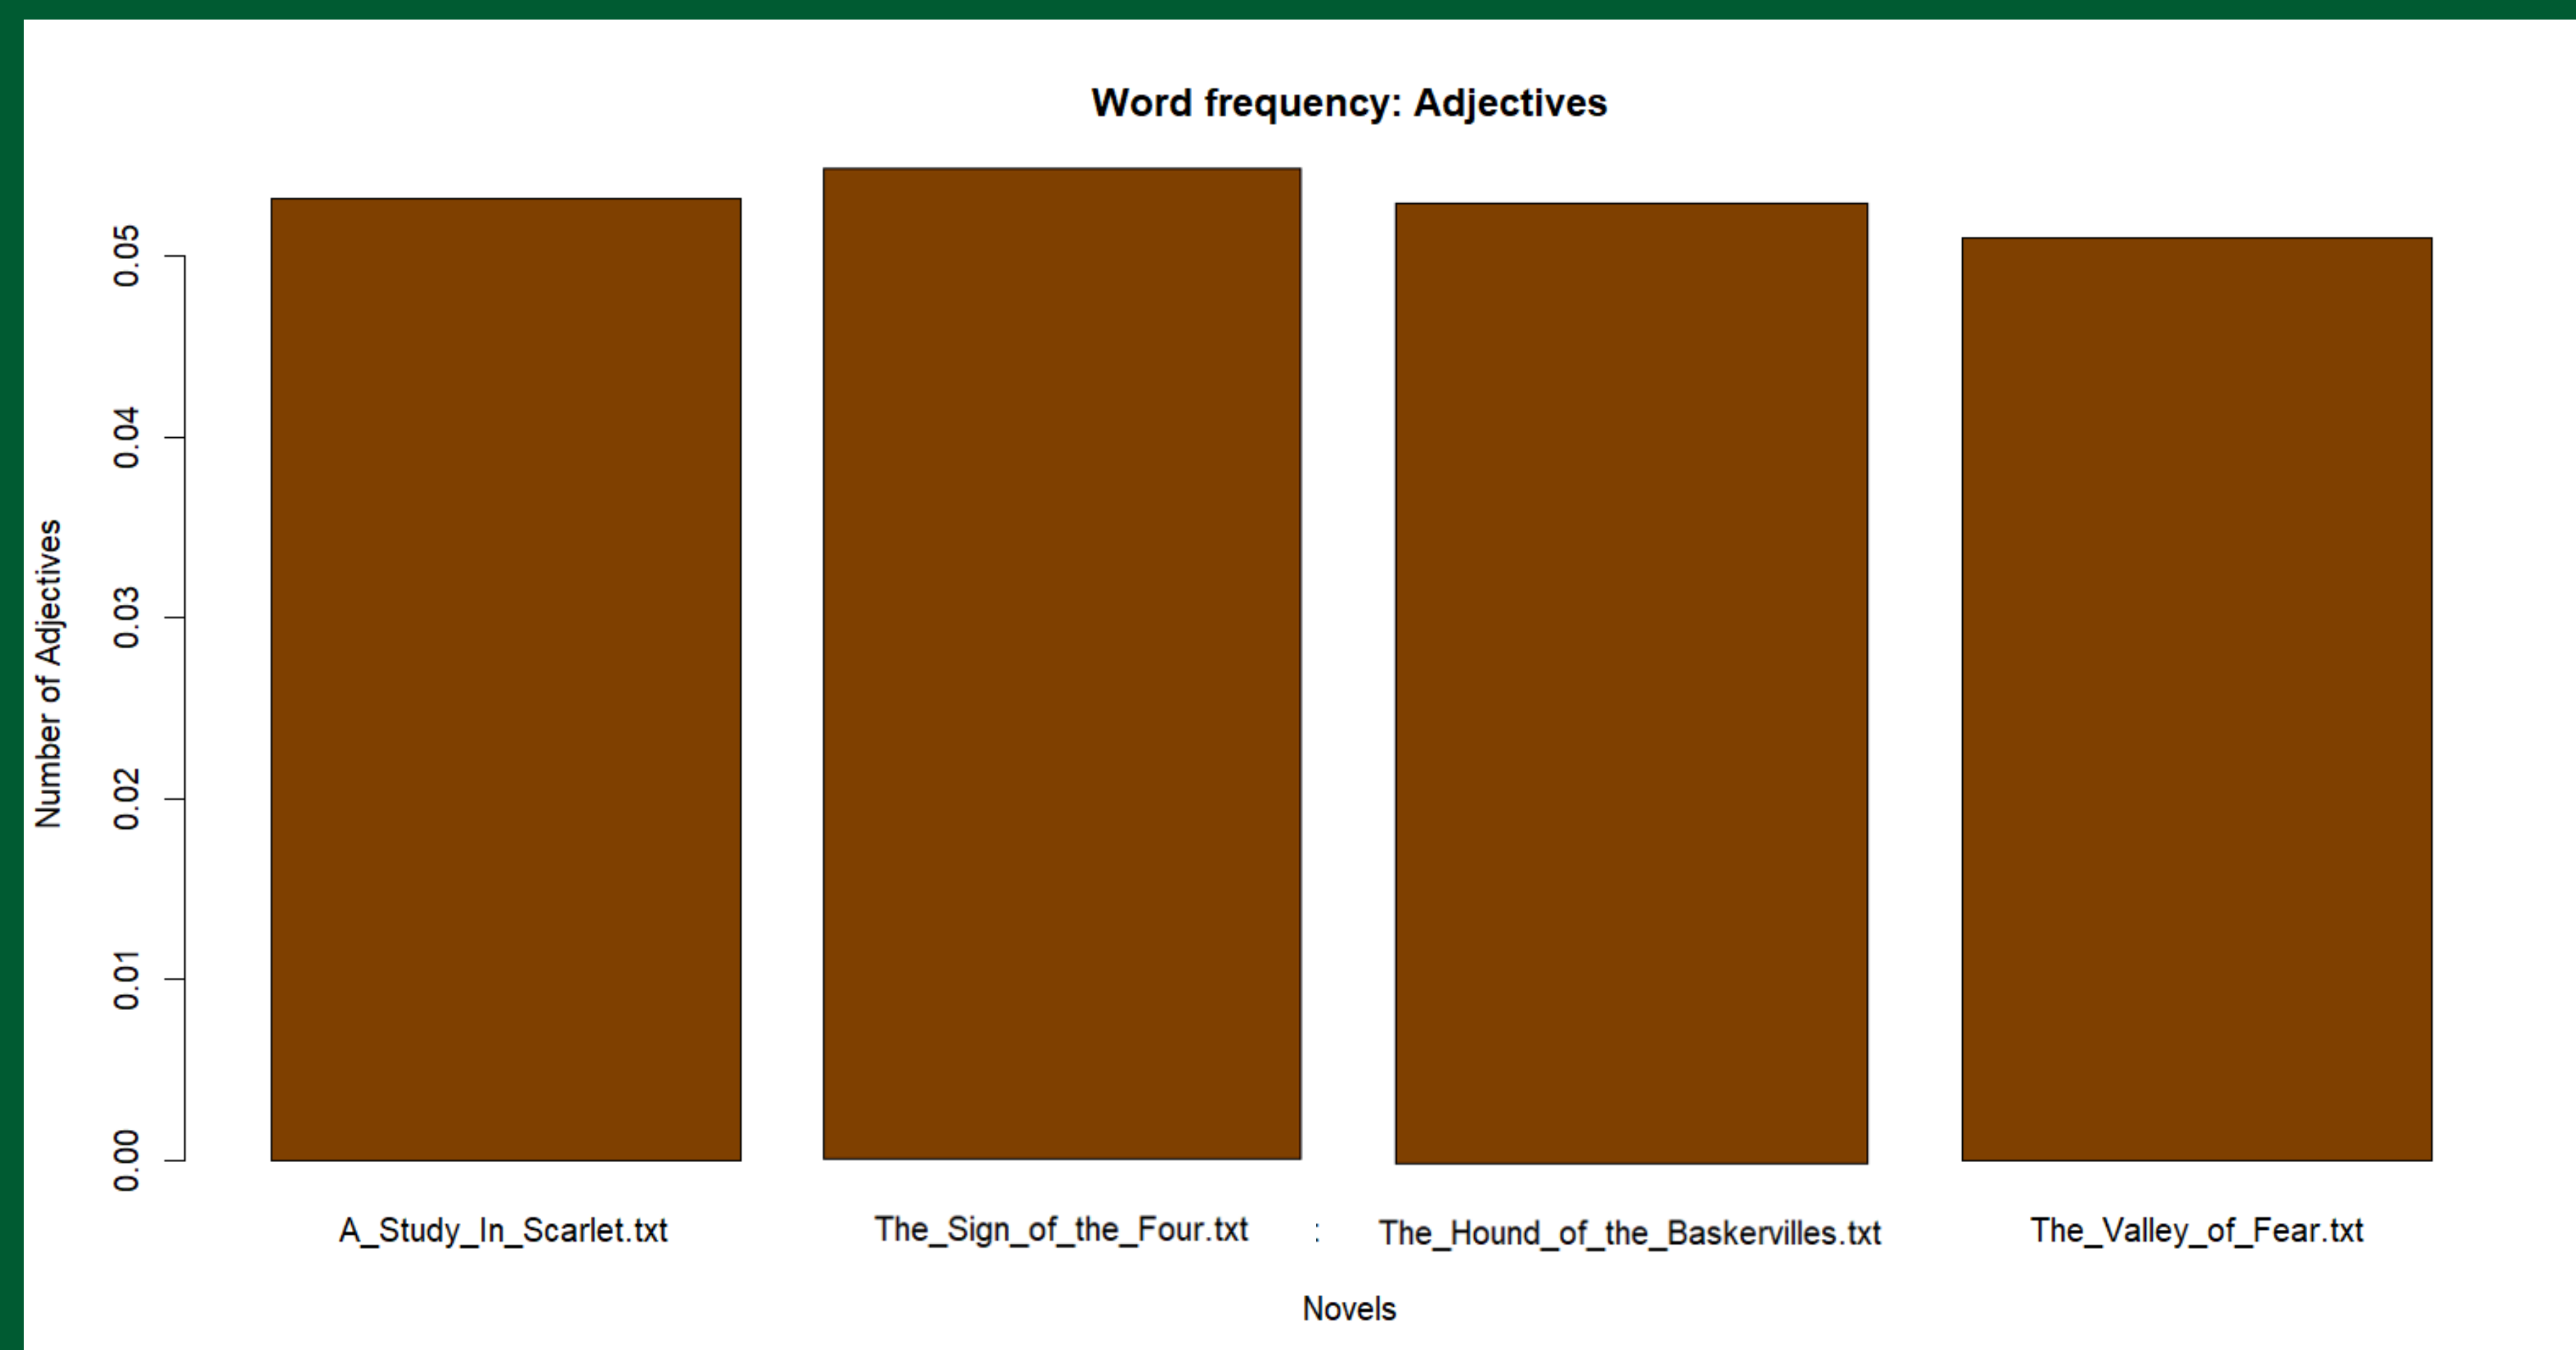 Word frequency: Adjectives
Number of Adjectives
0.05
0.04
0.03
0.02
0.01
0.00
A_Study_In_Scarlet.txt
The_Sign_of_the_Four.txt
:
The_Hound_of_the_Baskervilles.txt
The_Valley_of_Fear.txt
Novels